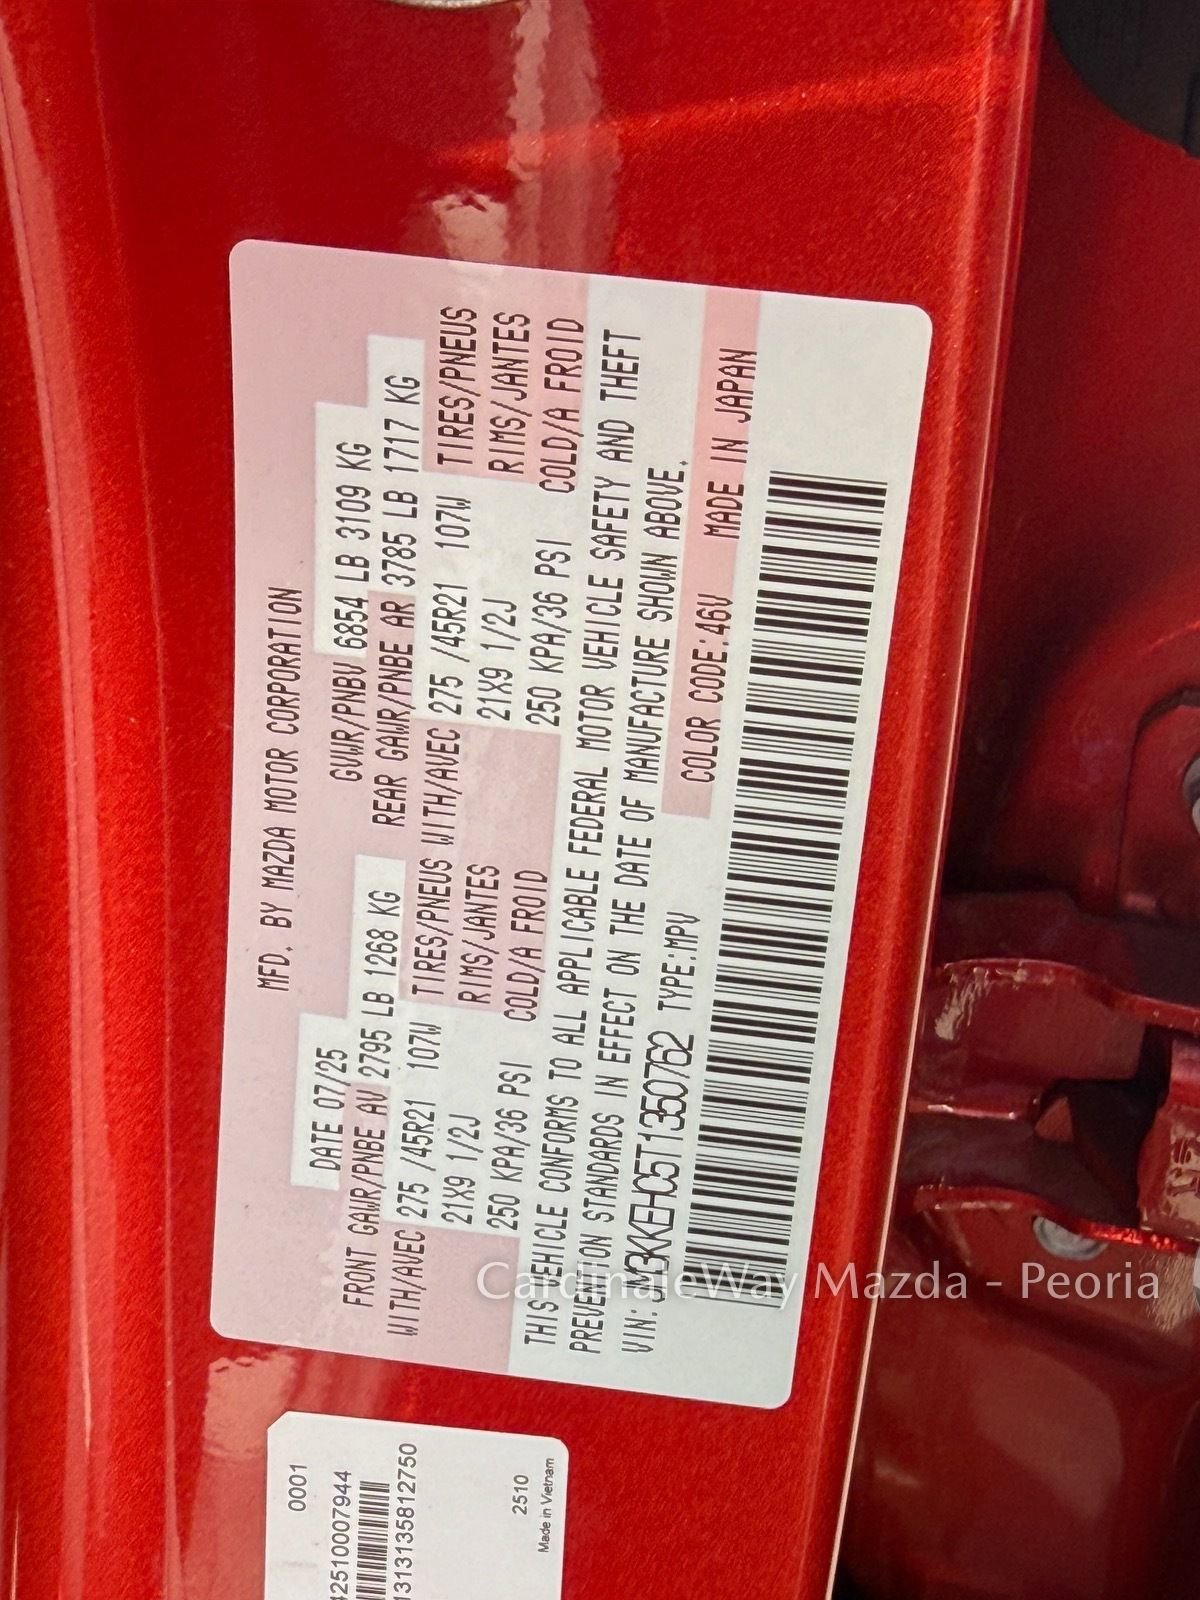 MFD. BY MAZDA MOTOR CORPORATION
DATE 07/25 GVWR/PNBV 6854 LB 3109 KG
FRONT GAWR/PNBE AV 2795 LB 1268 KG REAR GAWR/PNBE AR 3785 LB 1717 KG
WITH/AVEC 275 /45R21 107W TIRES/PNEUS WITH/AVEC 275 /45R21 107W TIRES/PNEUS
21X9 1/2J RIMS/JANTES 21X9 1/2J RIMS/JANTES
250 KPA/36 PSI COLD/A FROID 250 KPA/36 PSI COLD/A FROID
THIS VEHICLE CONFORMS TO ALL APPLICABLE FEDERAL MOTOR VEHICLE SAFETY AND THEFT
PREVENTION STANDARDS IN EFFECT ON THE DATE OF MANUFACTURE SHOWN ABOVE.
VIN: JM3KKEHC5T1350762 TYPE:MPV COLOR CODE:46V MADE IN JAPAN
0001
42510007944
131313581​2750
2510
Made in Vietnam
CardinaleWay Mazda - Peoria